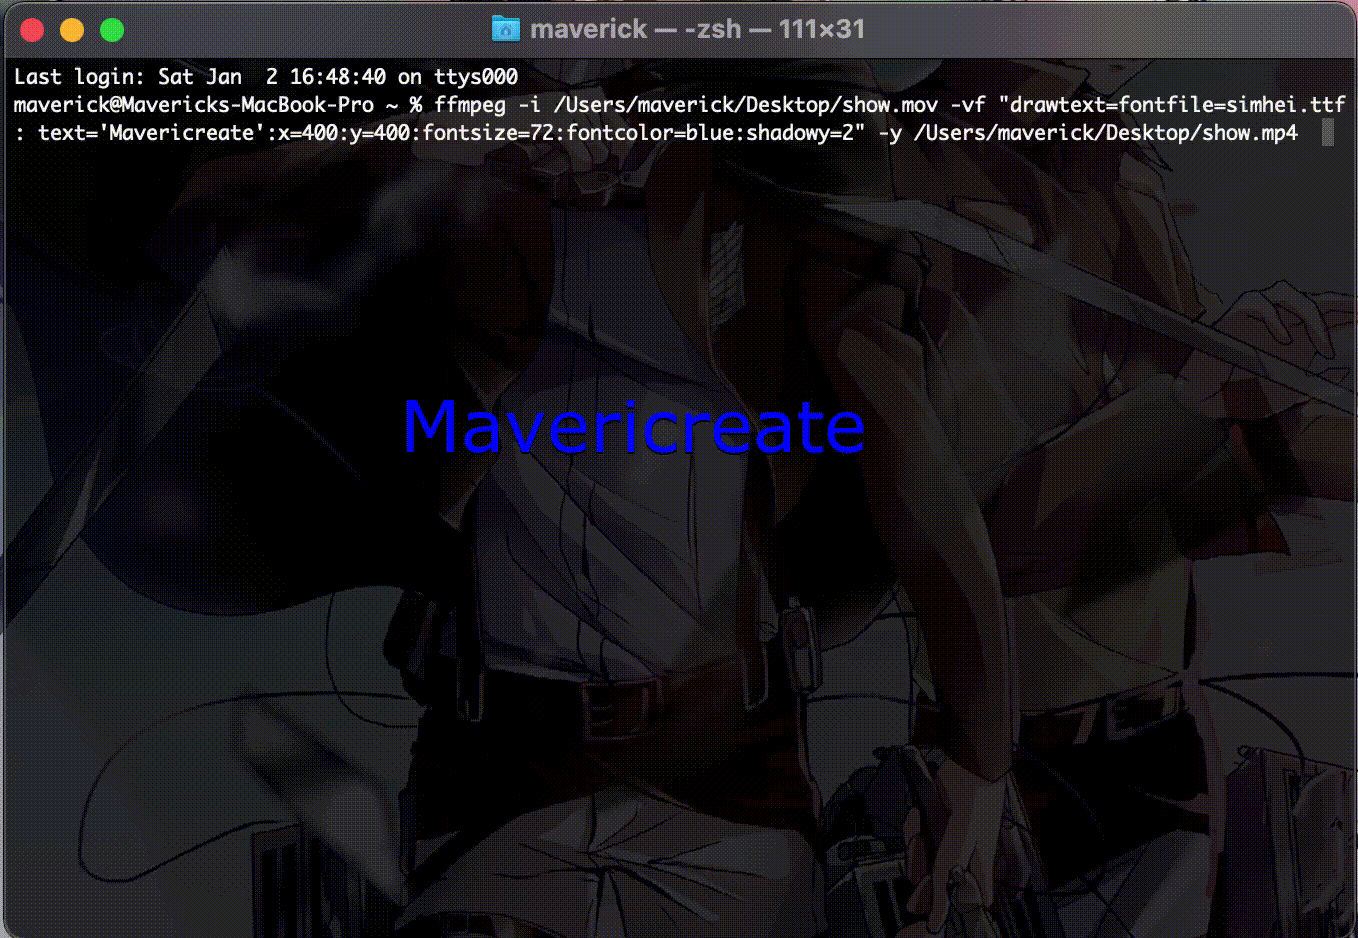 maverick — -zsh — 111×31
Last login: Sat Jan  2 16:48:40 on ttys000
maverick@Mavericks-MacBook-Pro ~ % ffmpeg -i /Users/maverick/Desktop/show.mov -vf "drawtext=fontfile=simhei.ttf
: text='Mavericreate':x=400:y=400:fontsize=72:fontcolor=blue:shadowy=2" -y /Users/maverick/Desktop/show.mp4
Mavericreate